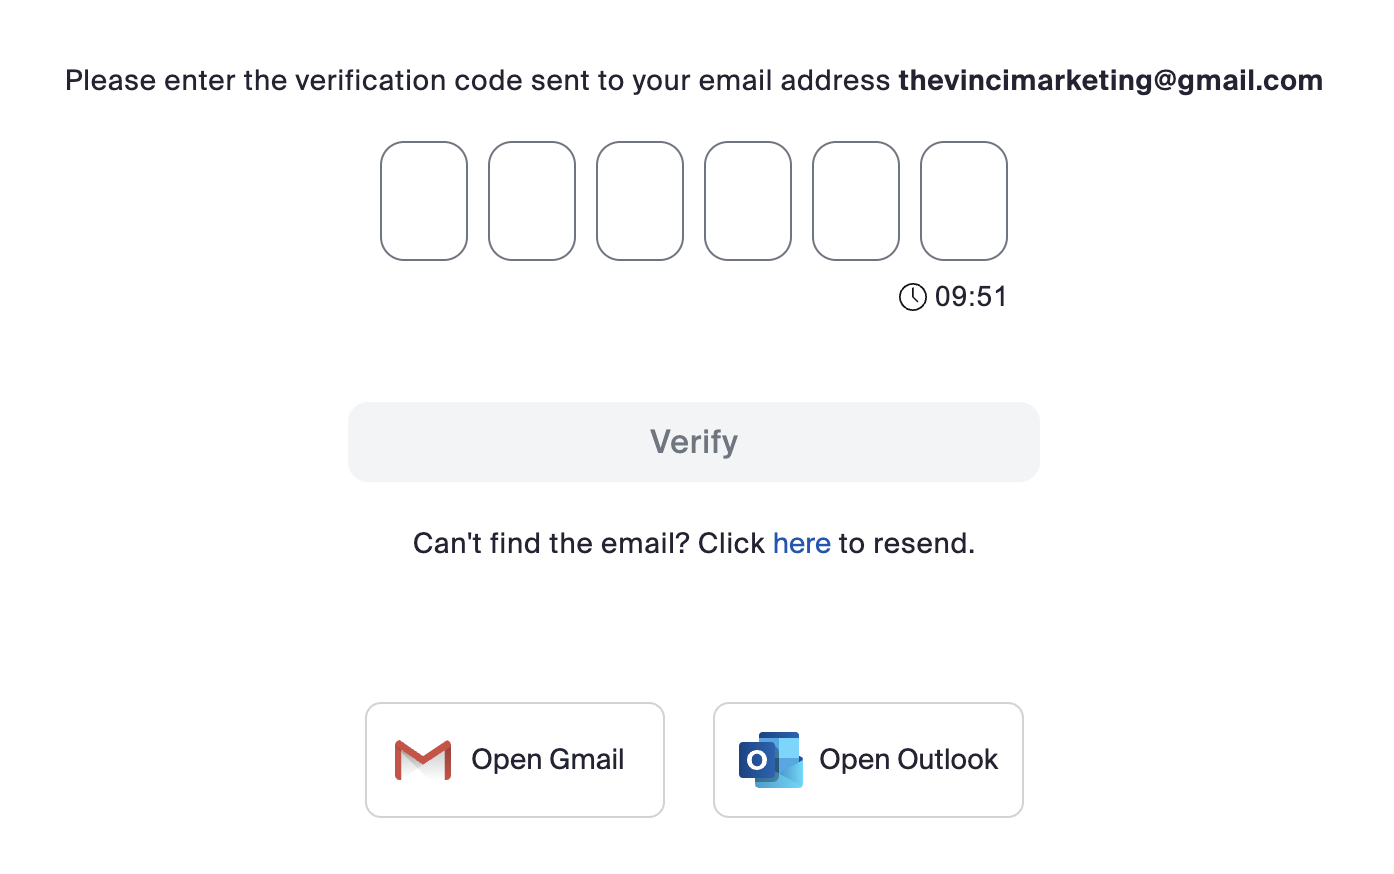 Please enter the verification code sent to your email address thevincimarketing@gmail.com
09:51
Verify
Can't find the email? Click here to resend.
Open Gmail
Open Outlook